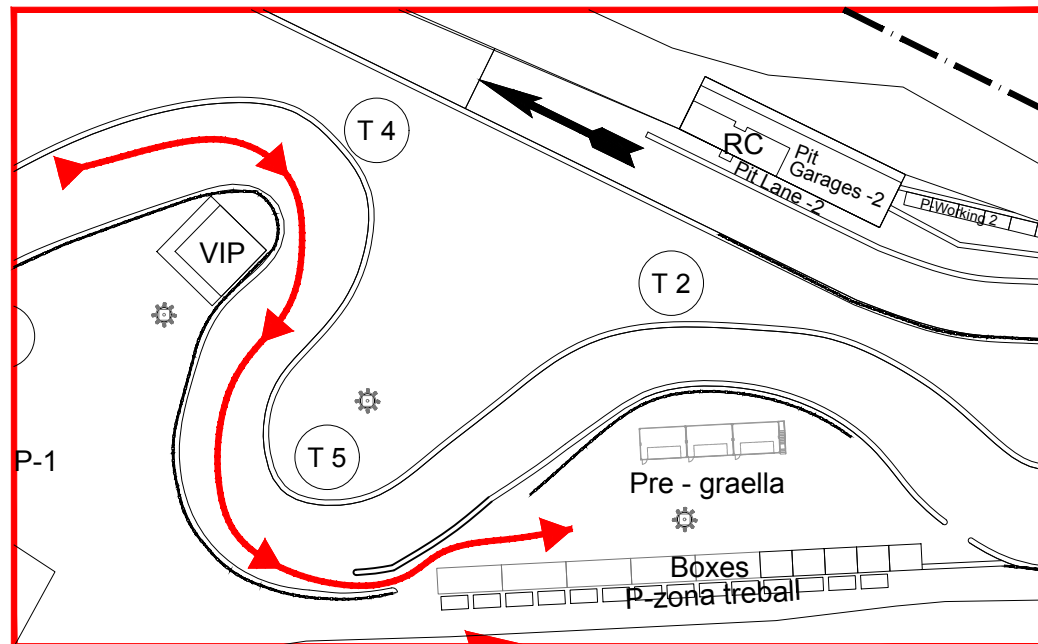 T 4
RC
Pit
Garages -2
Pit Lane -2
P-Working 2
VIP
T 2
P-1
T 5
Pre - graella
Boxes
P-zona treball